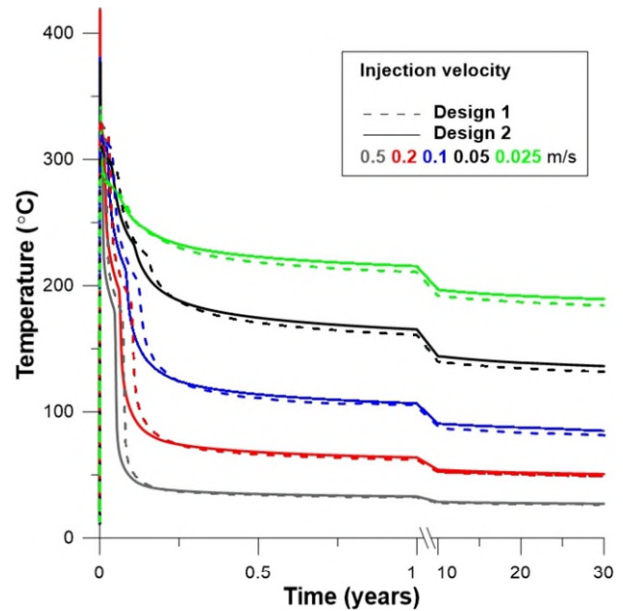 400
300
200
100
0
Temperature (°C)
Injection velocity
Design 1
Design 2
0.5 0.2 0.1 0.05 0.025 m/s
0 0.5 1 10 20 30
Time (years)